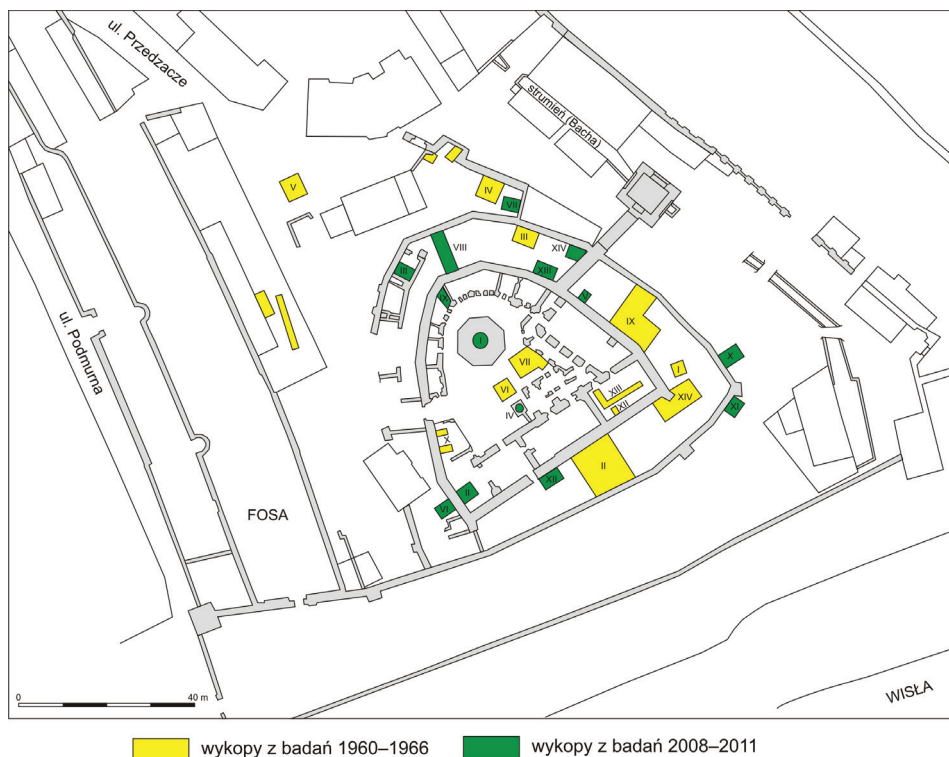 ul. Przedzacze
strumień (Bacha)
V
IV
VII
III
VIII
XIV
III
XIII
IX
V
IX
I
ul. Podmurna
VII
X
I
VI
XIII
XIV
IV
XII
XI
X
II
XII
II
VI
FOSA
0
40 m
WISŁA
wykopy z badań 1960–1966
wykopy z badań 2008–2011